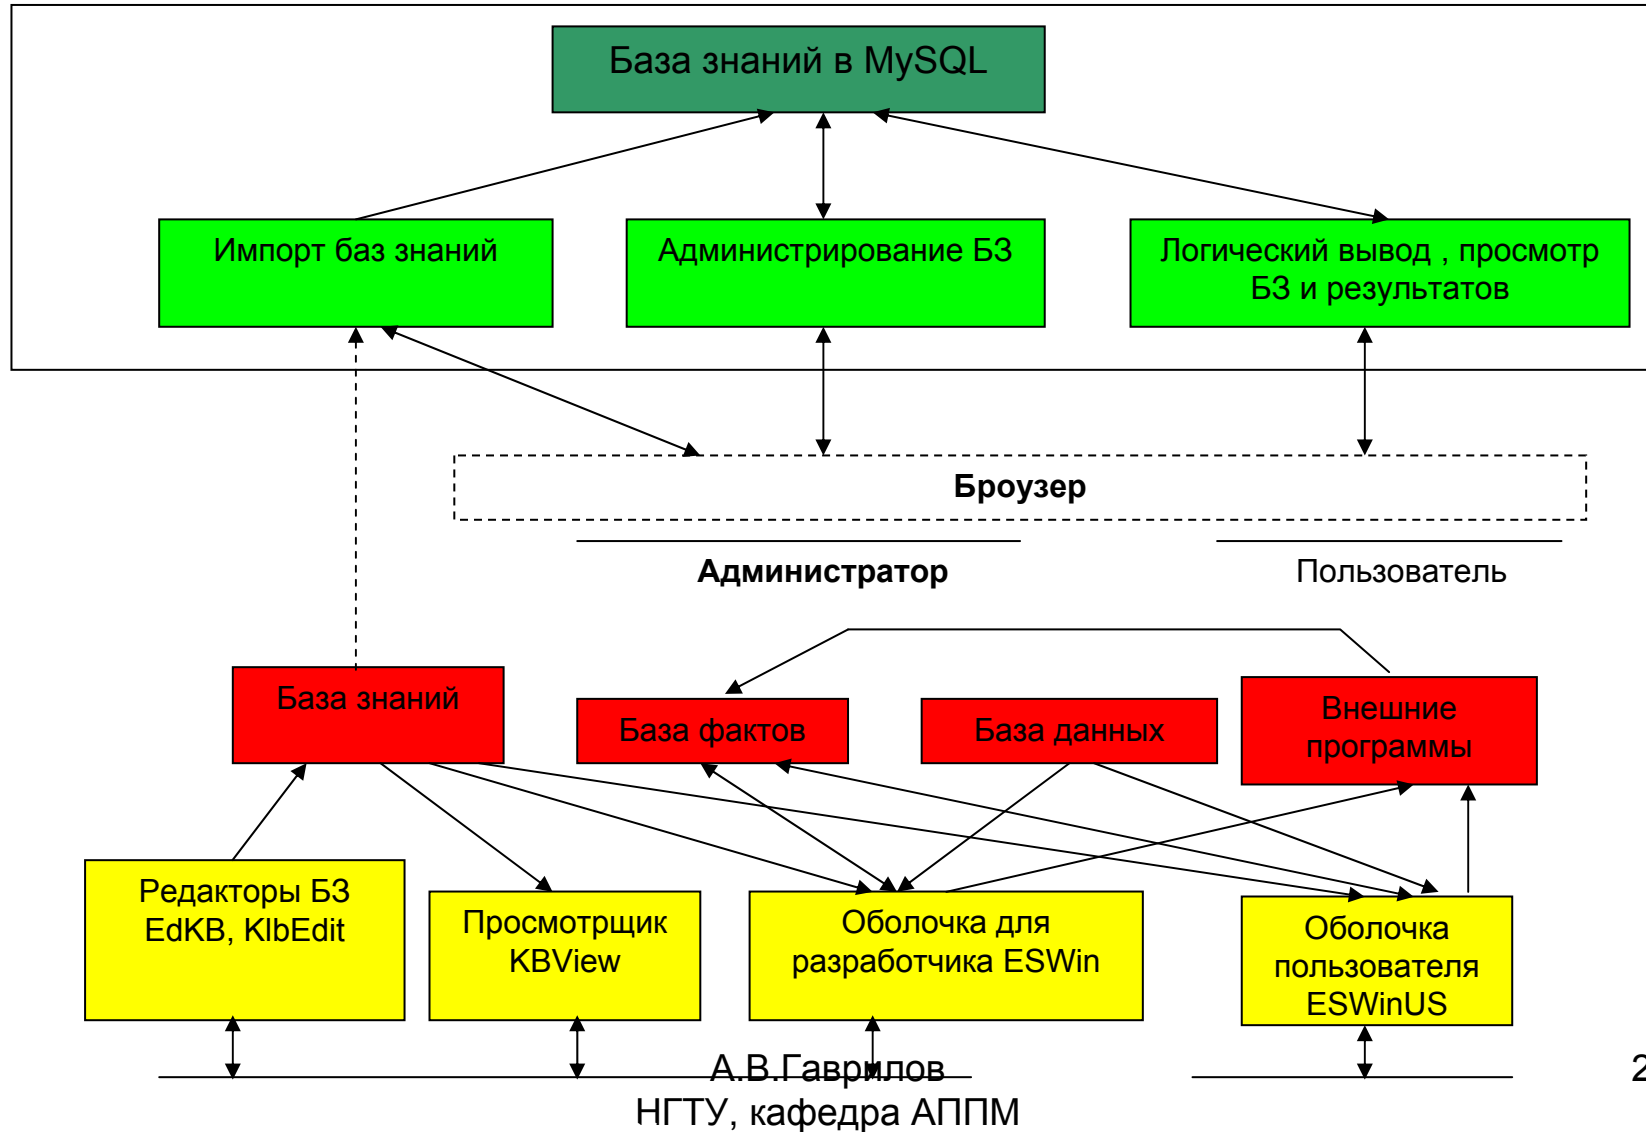 База знаний в MySQL
Импорт баз знаний
Администрирование БЗ
Логический вывод , просмотр
БЗ и результатов
Броузер
Администратор
Пользователь
База знаний
База фактов
База данных
Внешние
программы
Редакторы БЗ
EdKB, KlbEdit
Просмотрщик
KBView
Оболочка для
разработчика ESWin
Оболочка
пользователя
ESWinUS
А.В.Гаврилов
НГТУ, кафедра АППМ
2